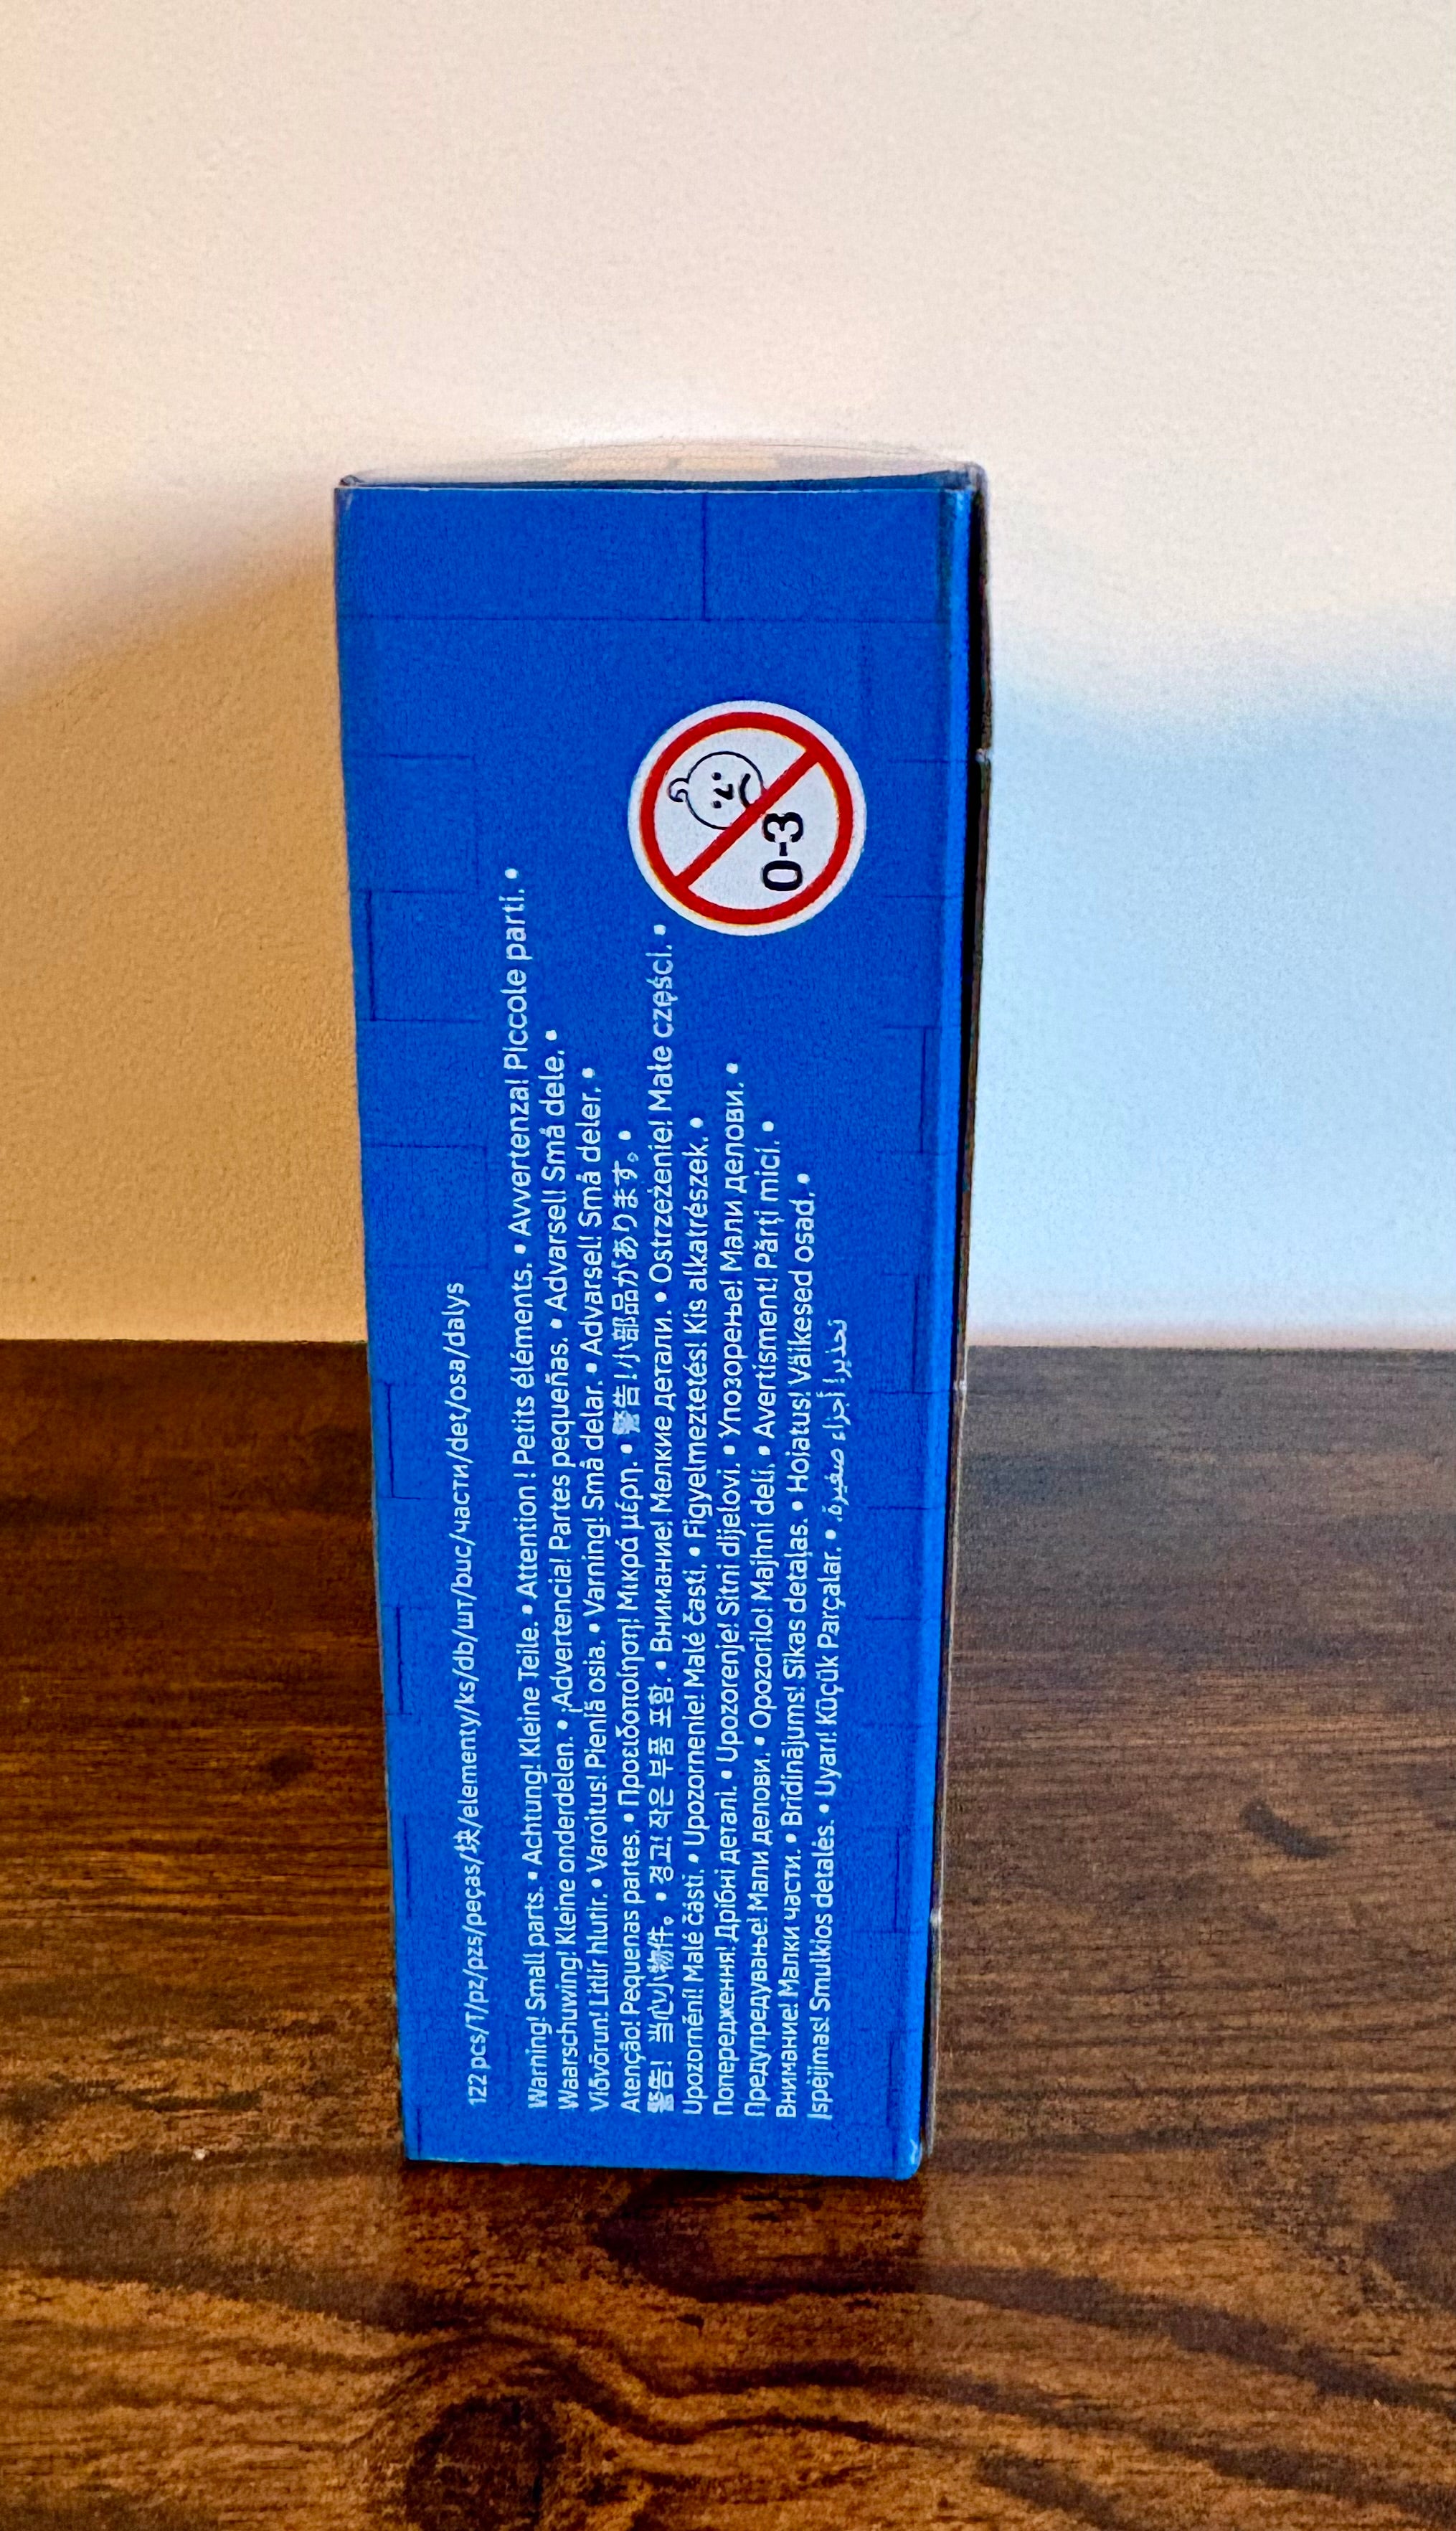 122 pcs/T/pz/pzs/peças/块/elementy/ks/db/шт/buc/части/det/osa/dalys
Warning! Small parts. • Achtung! Kleine Teile. • Attention ! Petits éléments. • Avvertenza! Piccole parti. •
Waarschuwing! Kleine onderdelen. • ¡Advertencia! Partes pequeñas. • Advarsel! Små dele. •
Viðvörun! Litlir hlutir. • Varoitus! Pieniä osia. • Varning! Små delar. • Advarsel! Små deler. •
Atenção! Pequenas partes. • Προειδοποίηση! Μικρά μέρη. • 警告!小部品があります。•
警告! 当心小物件。• 경고! 작은 부품 포함. • Внимание! Мелкие детали. • Ostrzeżenie! Małe części. •
Upozornění! Malé části. • Upozornenie! Malé časti. • Figyelmeztetés! Kis alkatrészek. •
Попередження! Дрібні деталі. • Upozorenje! Sitni dijelovi. • Упозорење! Мали делови. •
Предупредување! Мали делови. • Opozorilo! Majhni deli. • Avertisment! Părți mici. •
Внимание! Малки части. • Brīdinājums! Sīkas detaļas. • Hoiatus! Väikesed osad. •
Įspėjimas! Smulkios detalės. • Uyarı! Küçük Parçalar. • تحذير! أجزاء صغيرة.
0-3